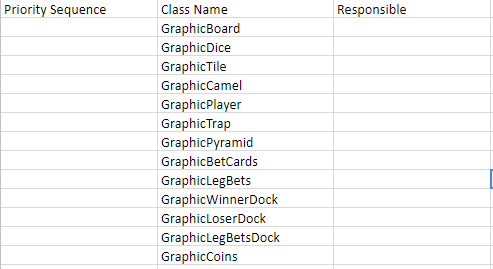 Priority Sequence Class Name Responsible
GraphicBoard
GraphicDice
GraphicTile
GraphicCamel
GraphicPlayer
GraphicTrap
GraphicPyramid
GraphicBetCards
GraphicLegBets
GraphicWinnerDock
GraphicLoserDock
GraphicLegBetsDock
GraphicCoins